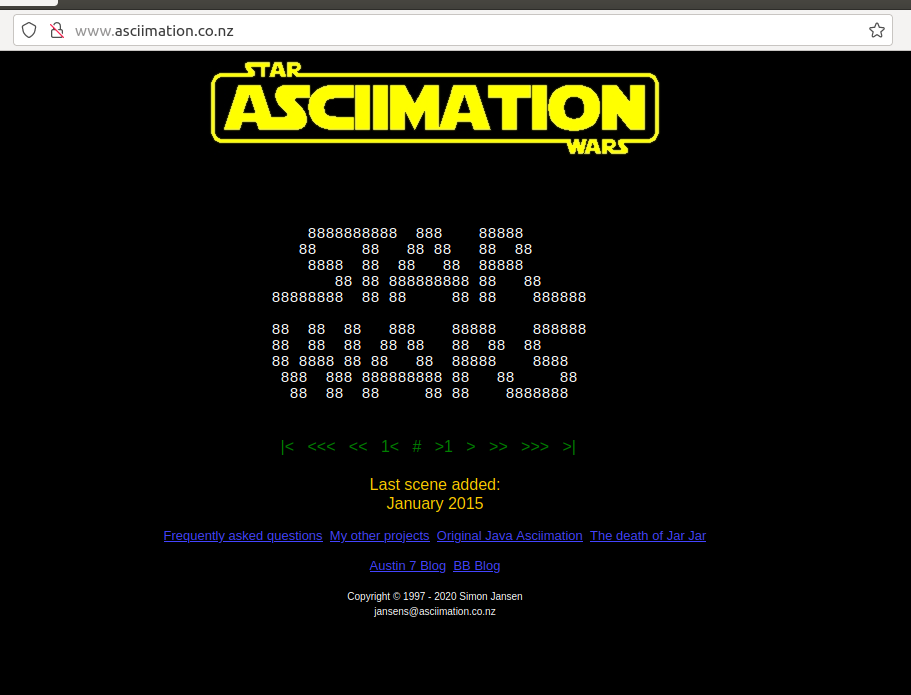 www.asciimation.co.nz
STAR
ASCIIMATION
WARS
    8888888888  888    88888
   88     88   88 88   88  88
    8888  88  88   88  88888
       88 88 888888888 88   88
88888888  88 88     88 88    888888
88  88  88   888    88888    888888
88  88  88  88 88   88  88  88
88 8888 88 88   88  88888    8888
 888  888 888888888 88   88     88
  88  88  88     88 88    8888888
|< <<< << 1< # >1 > >> >>> >|
Last scene added:
January 2015
Frequently asked questions My other projects Original Java Asciimation The death of Jar Jar
Austin 7 Blog BB Blog
Copyright © 1997 - 2020 Simon Jansen
jansens@asciimation.co.nz